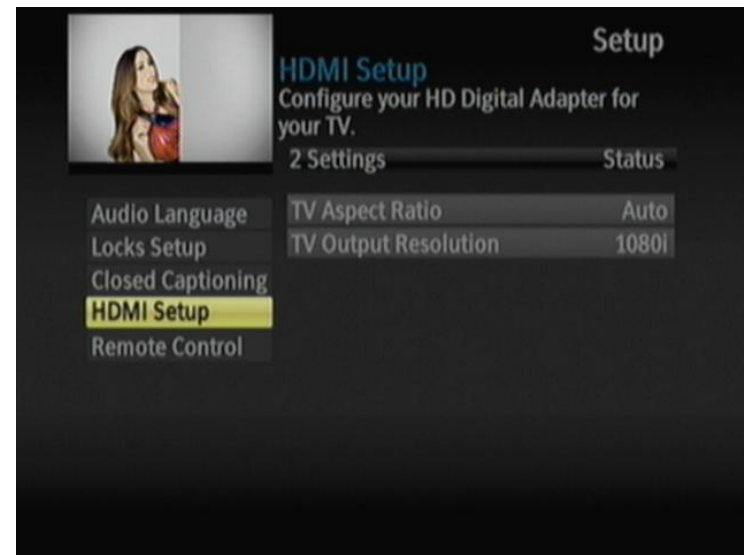 Setup
HDMI Setup
Configure your HD Digital Adapter for
your TV.
2 Settings Status
Audio Language
Locks Setup
Closed Captioning
HDMI Setup
Remote Control
TV Aspect Ratio Auto
TV Output Resolution 1080i